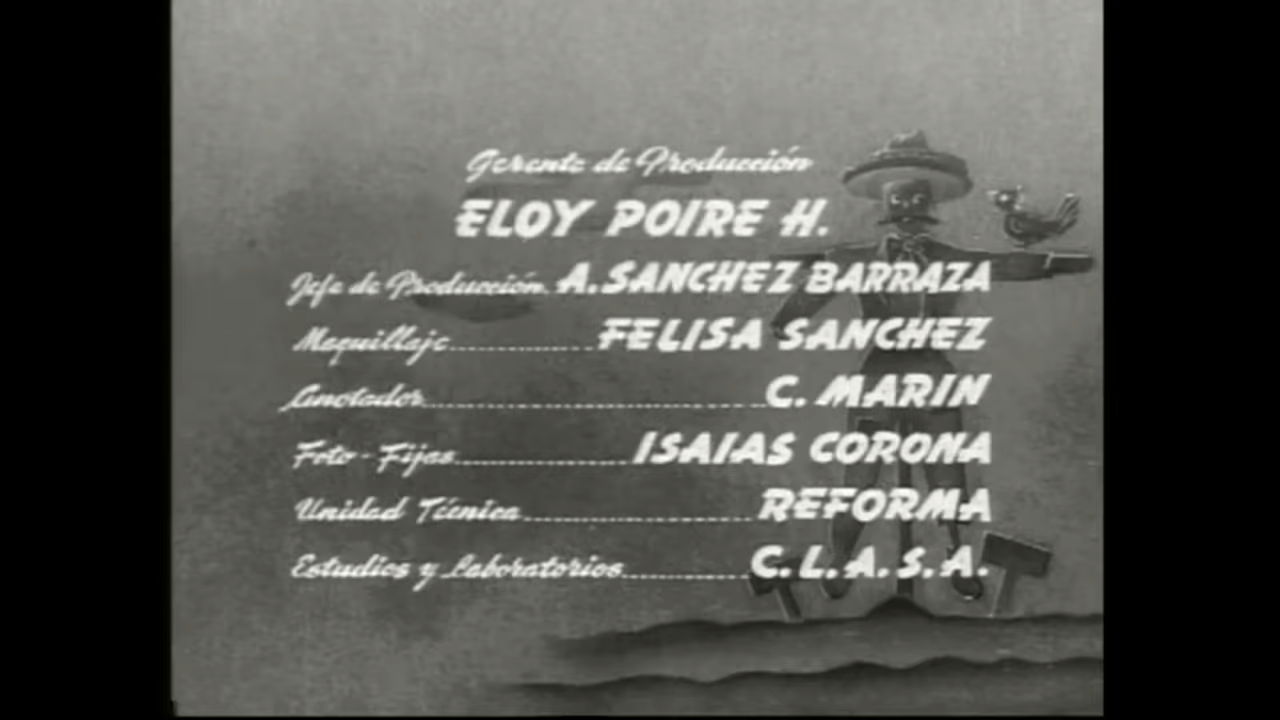 Gerente de Producción
ELOY POIRE H.
Jefe de Producción A. SANCHEZ BARRAZA
Maquillaje FELISA SANCHEZ
Anotador C. MARIN
Foto-Fijas ISAIAS CORONA
Unidad Técnica REFORMA
Estudios y Laboratorios C.L.A.S.A.